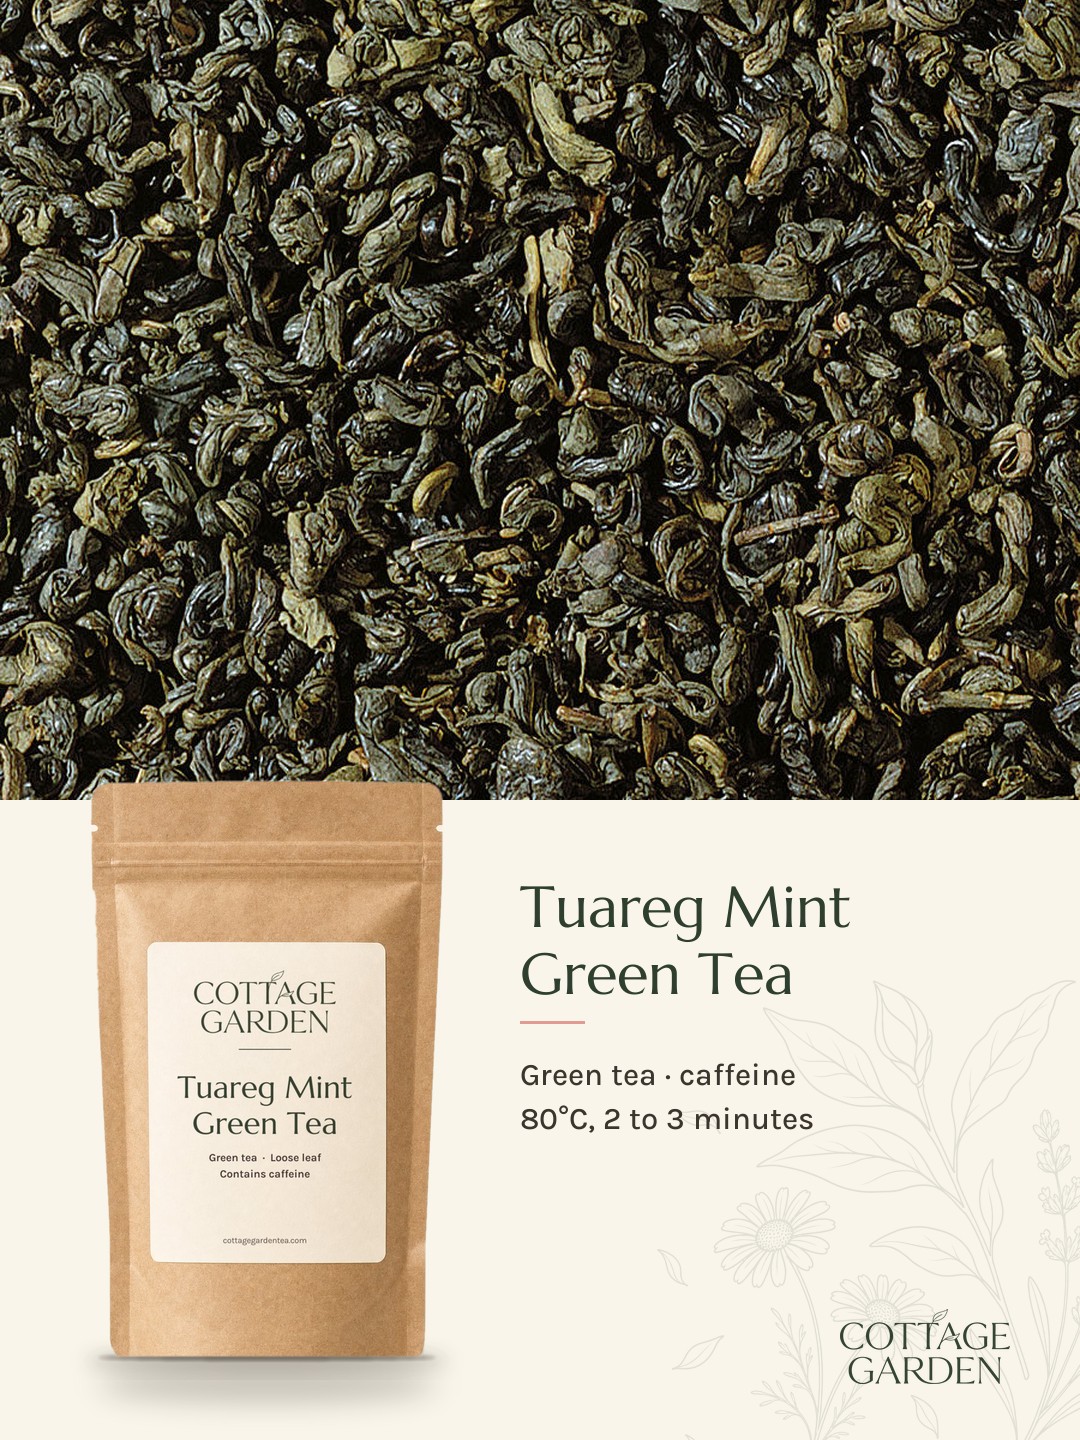 COTTAGE
GARDEN
Tuareg Mint
Green Tea
Green tea · Loose leaf
Contains caffeine
cottagegardentea.com
Tuareg Mint
Green Tea
Green tea · caffeine
80°C, 2 to 3 minutes
COTTAGE
GARDEN